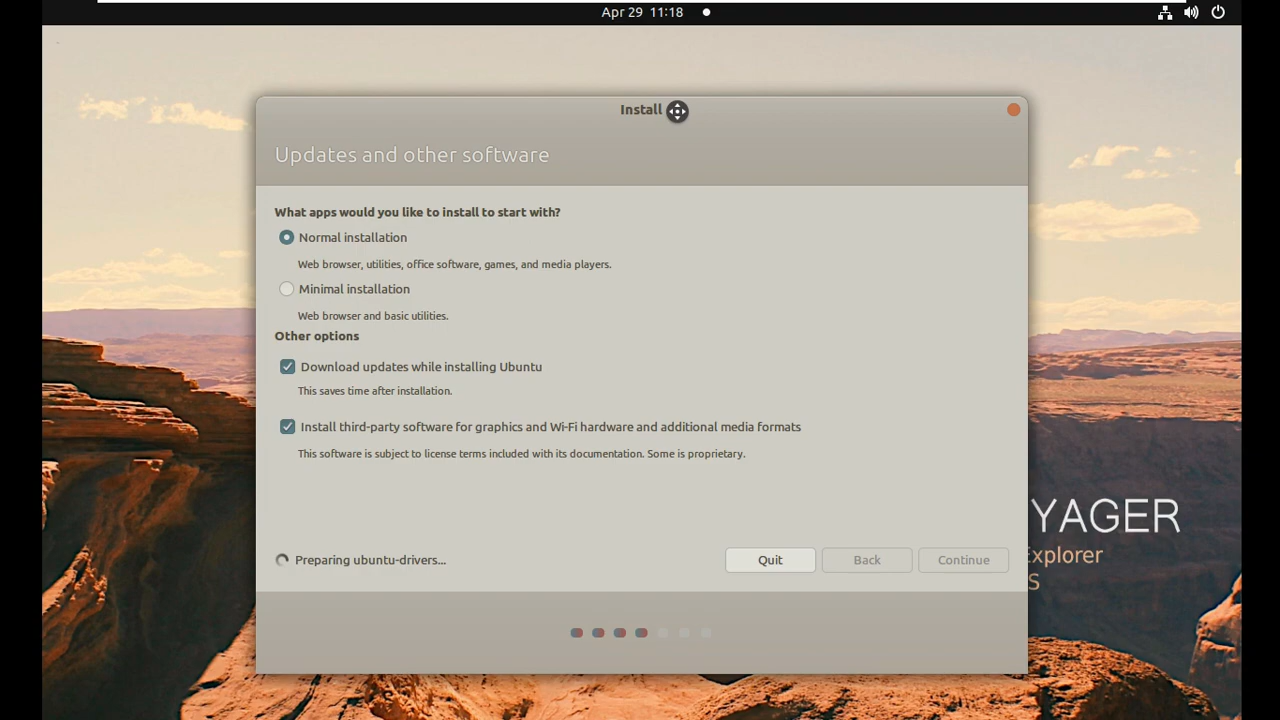 Apr 29 11:18
Install
Updates and other software
What apps would you like to install to start with?
Normal installation
Web browser, utilities, office software, games, and media players.
Minimal installation
Web browser and basic utilities.
Other options
Download updates while installing Ubuntu
This saves time after installation.
Install third-party software for graphics and Wi-Fi hardware and additional media formats
This software is subject to license terms included with its documentation. Some is proprietary.
YAGER
Explorer
S
Preparing ubuntu-drivers...
Quit
Back
Continue